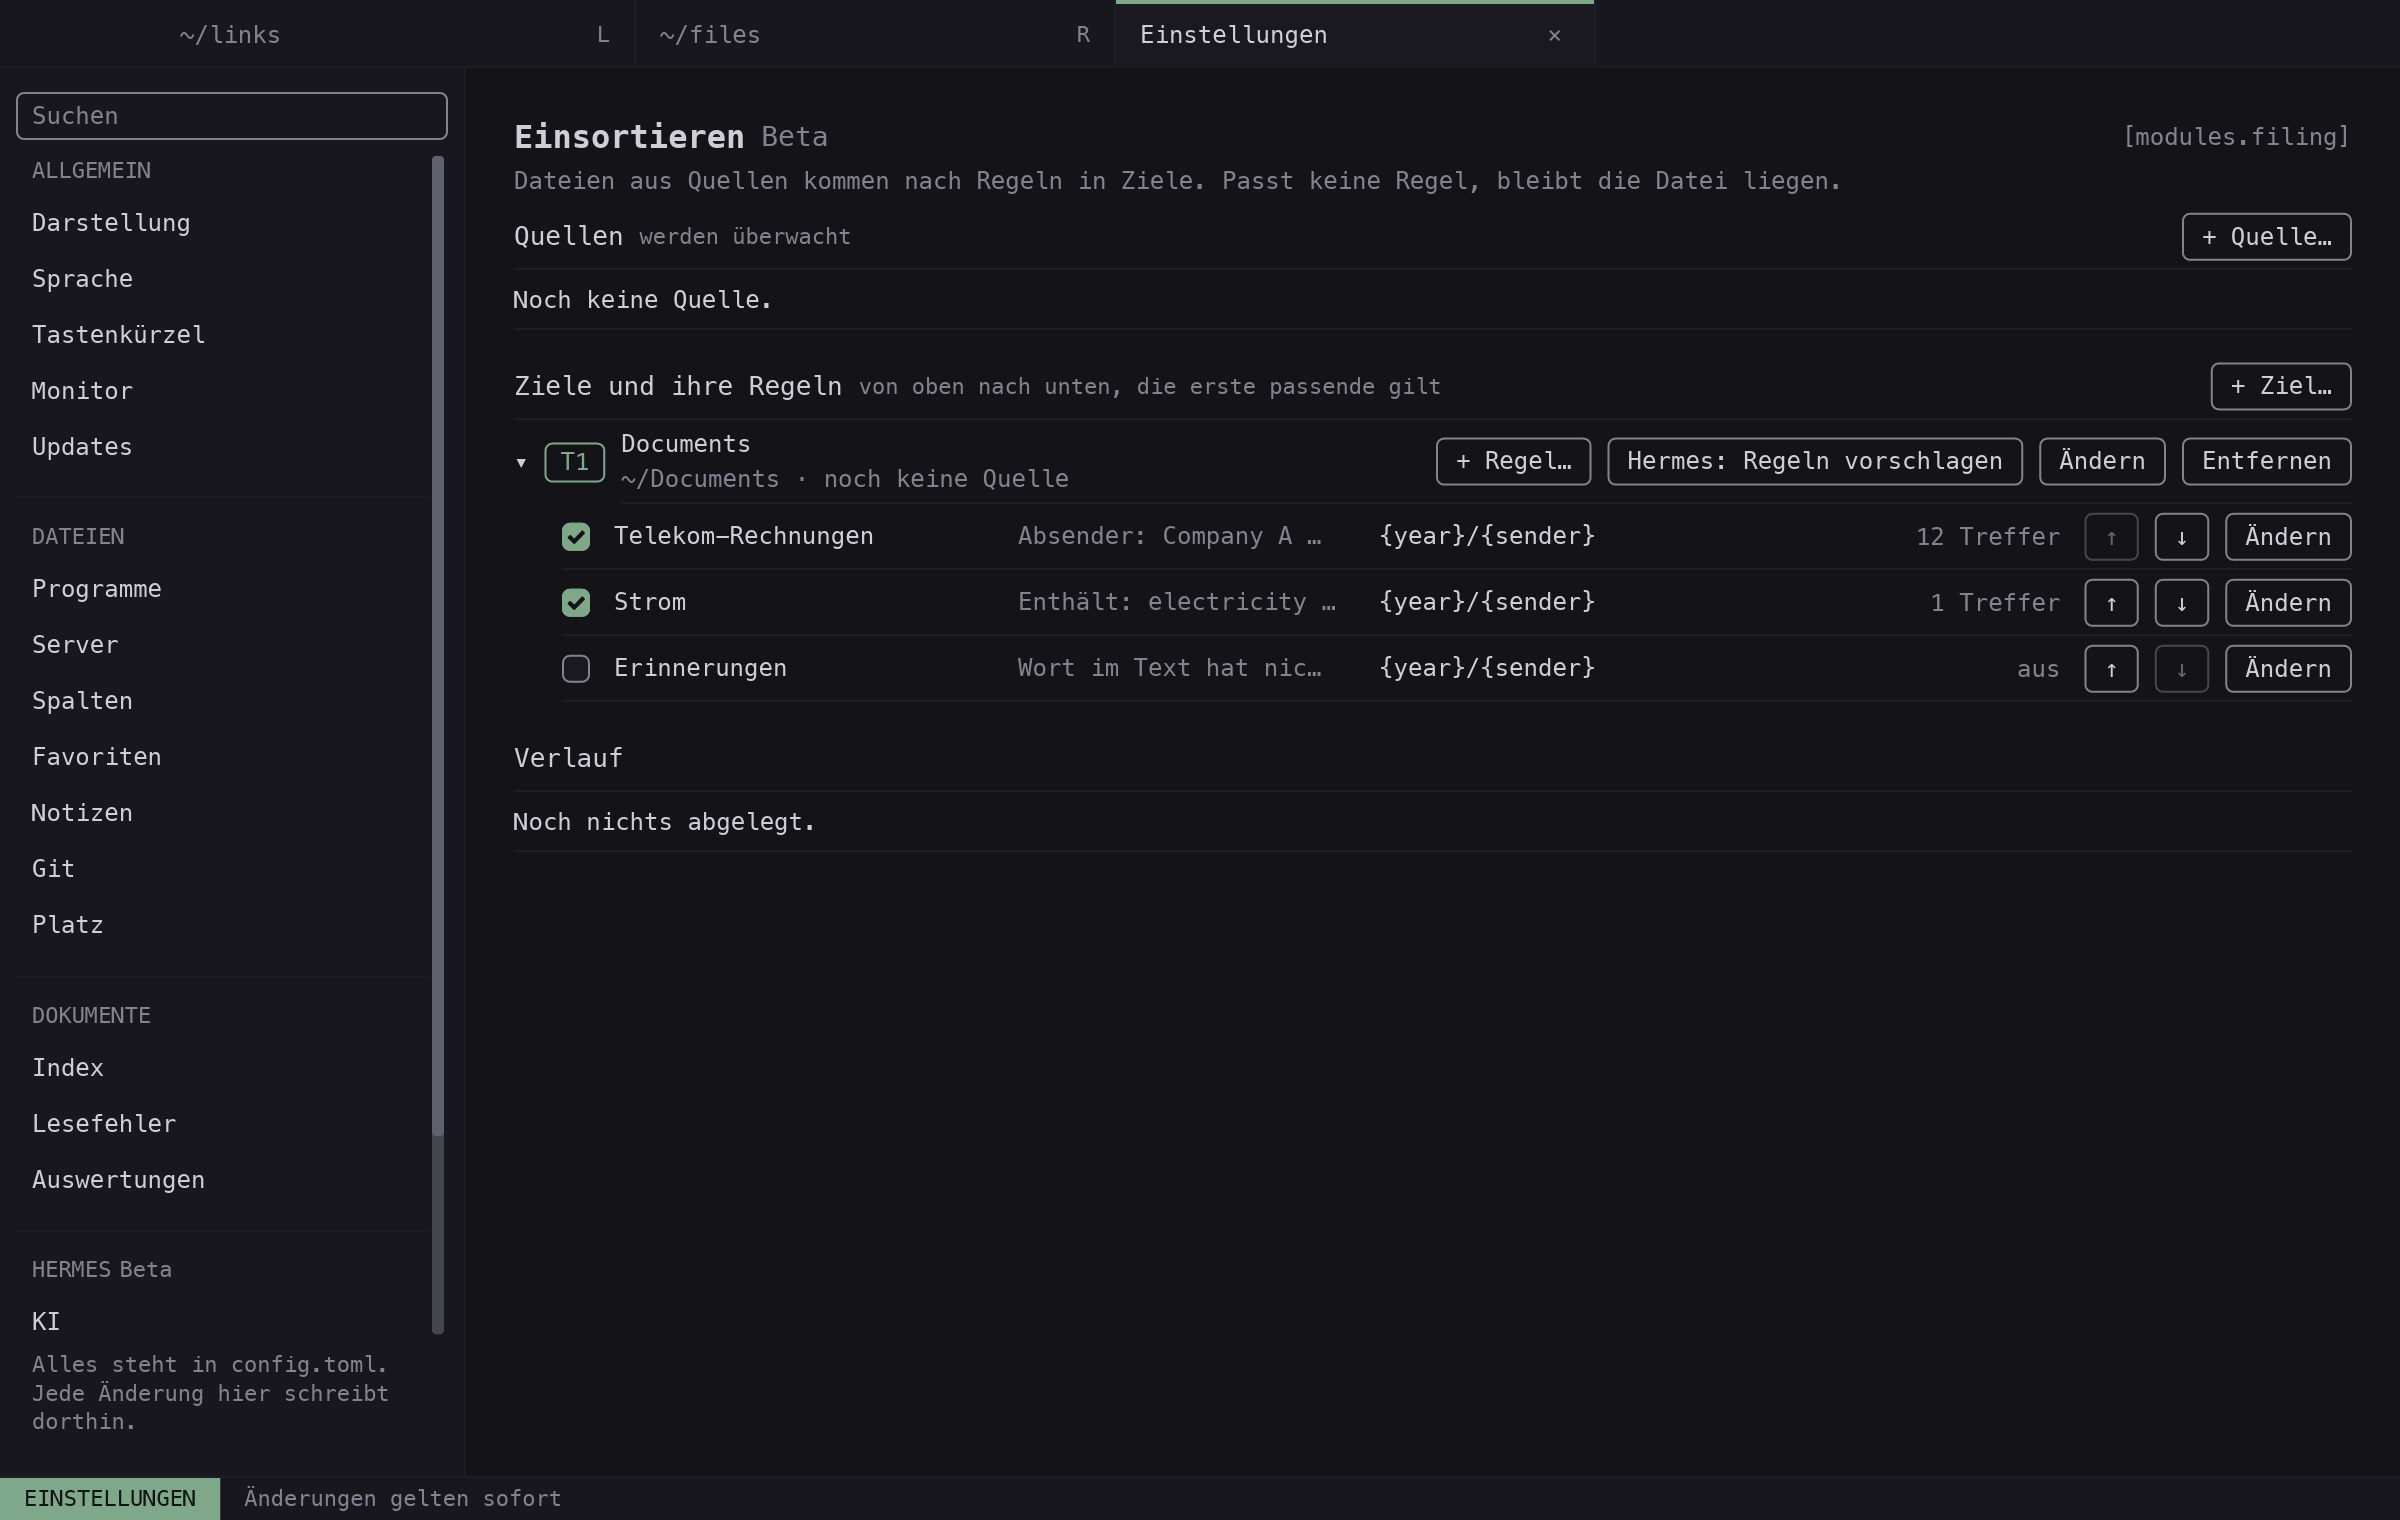 ~/links L ~/files R Einstellungen ×
Suchen
ALLGEMEIN
Darstellung
Sprache
Tastenkürzel
Monitor
Updates
DATEIEN
Programme
Server
Spalten
Favoriten
Notizen
Git
Platz
DOKUMENTE
Index
Lesefehler
Auswertungen
HERMES Beta
KI
Alles steht in config.toml.
Jede Änderung hier schreibt
dorthin.
Einsortieren Beta [modules.filing]
Dateien aus Quellen kommen nach Regeln in Ziele. Passt keine Regel, bleibt die Datei liegen.
Quellen werden überwacht + Quelle…
Noch keine Quelle.
Ziele und ihre Regeln von oben nach unten, die erste passende gilt + Ziel…
▾ T1 Documents + Regel… Hermes: Regeln vorschlagen Ändern Entfernen
~/Documents · noch keine Quelle
Telekom-Rechnungen Absender: Company A … {year}/{sender} 12 Treffer ↑ ↓ Ändern
Strom Enthält: electricity … {year}/{sender} 1 Treffer ↑ ↓ Ändern
Erinnerungen Wort im Text hat nic… {year}/{sender} aus ↑ ↓ Ändern
Verlauf
Noch nichts abgelegt.
EINSTELLUNGEN Änderungen gelten sofort